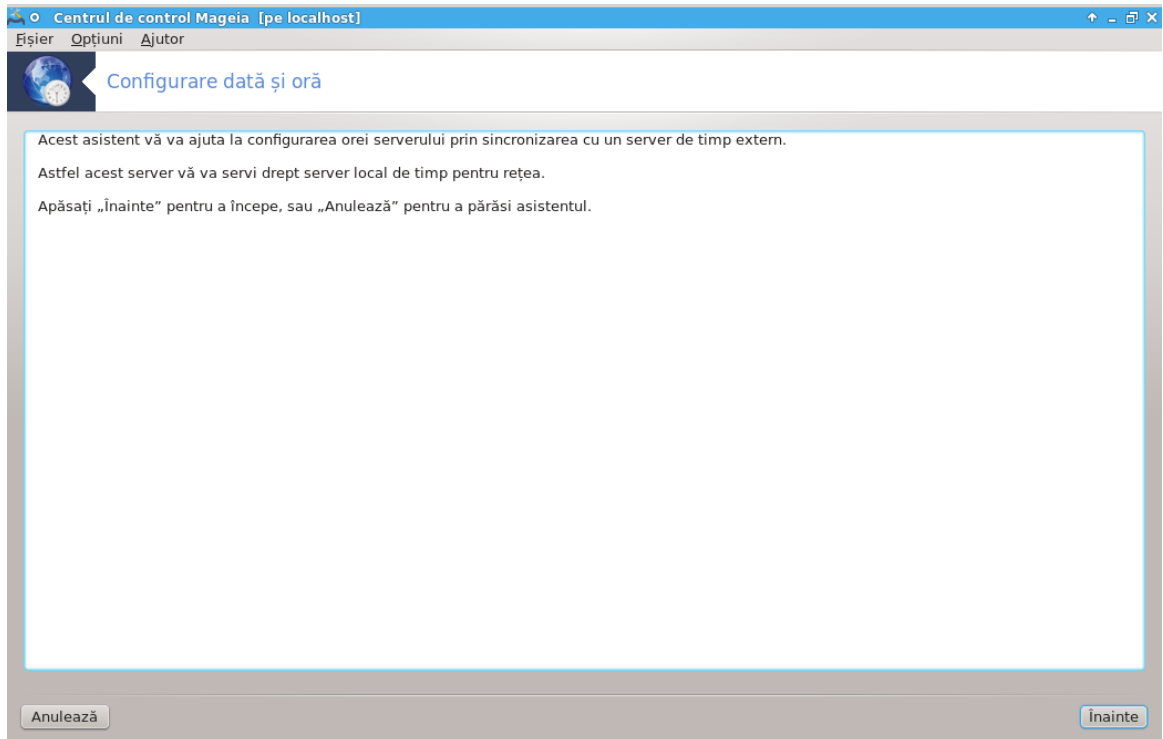 Centrul de control Mageia [pe localhost]
Fișier Opțiuni Ajutor
Configurare dată și oră
Acest asistent vă va ajuta la configurarea orei serverului prin sincronizarea cu un server de timp extern.
Astfel acest server vă va servi drept server local de timp pentru rețea.
Apăsați „Înainte” pentru a începe, sau „Anulează” pentru a părăsi asistentul.
Anulează Înainte